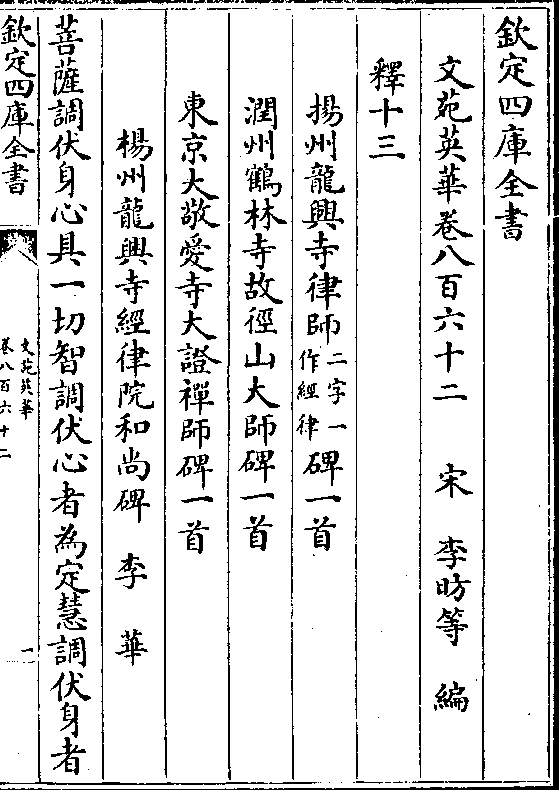 欽定四庫全書
文苑英華卷八百六十二　宋　李昉等　編
釋十三
揚州龍興寺律師二字一作經律碑一首
潤州鶴林寺故徑山大師碑一首
東京大敬愛寺大證禪師碑一首
楊州龍興寺經律院和尚碑　李　華
菩薩調伏身心具一切智調伏心者為定慧調伏身者
欽定四庫全書
文苑英華
卷八百六十二
一